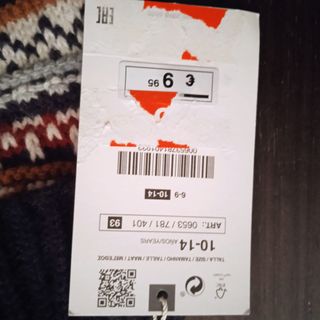 TALLA / SIZE / TAMANHO / TAILLE / MAAT / ΜΕΓΕΘΟΣ
10-14 AÑOS/YEARS
ART.: 0653 / 781 / 401 93
6-9 10-14
€ 9 95
EAC